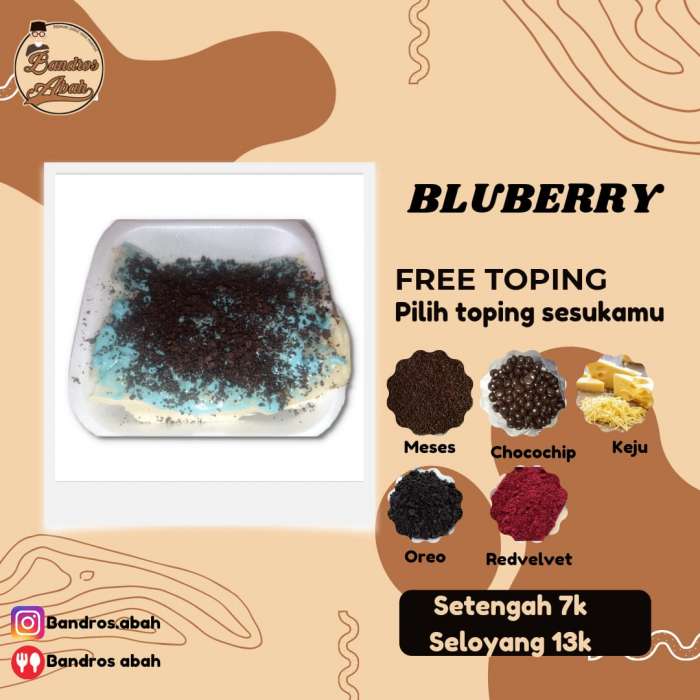 Bandros
Abah
BLUBERRY
FREE TOPING
Pilih toping sesukamu
Meses
Chocochip
Keju
Oreo
Redvelvet
Setengah 7k
Seloyang 13k
Bandros.abah
Bandros abah